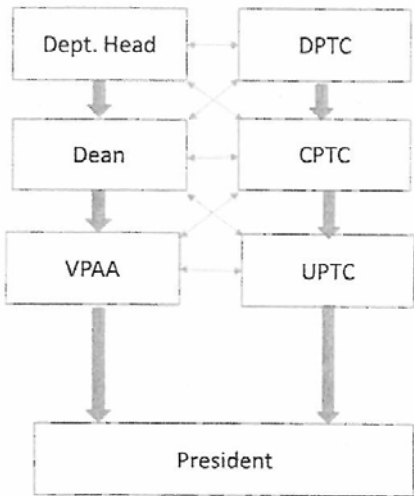 Dept. Head
DPTC
Dean
CPTC
VPAA
UPTC
President